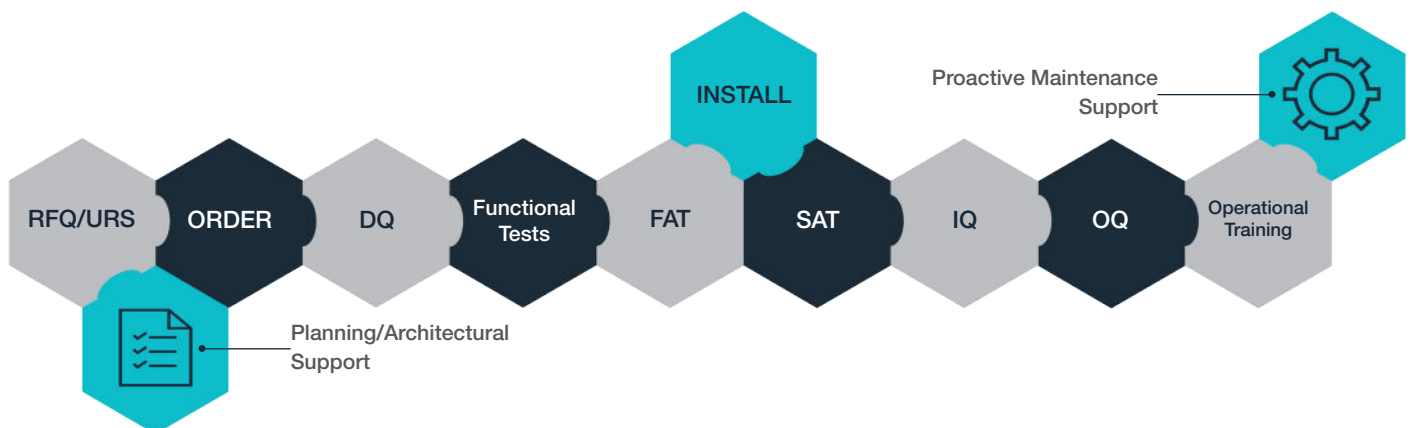 INSTALL
Proactive Maintenance
Support
RFQ/URS
ORDER
DQ
Functional
Tests
FAT
SAT
IQ
OQ
Operational
Training
Planning/Architectural
Support